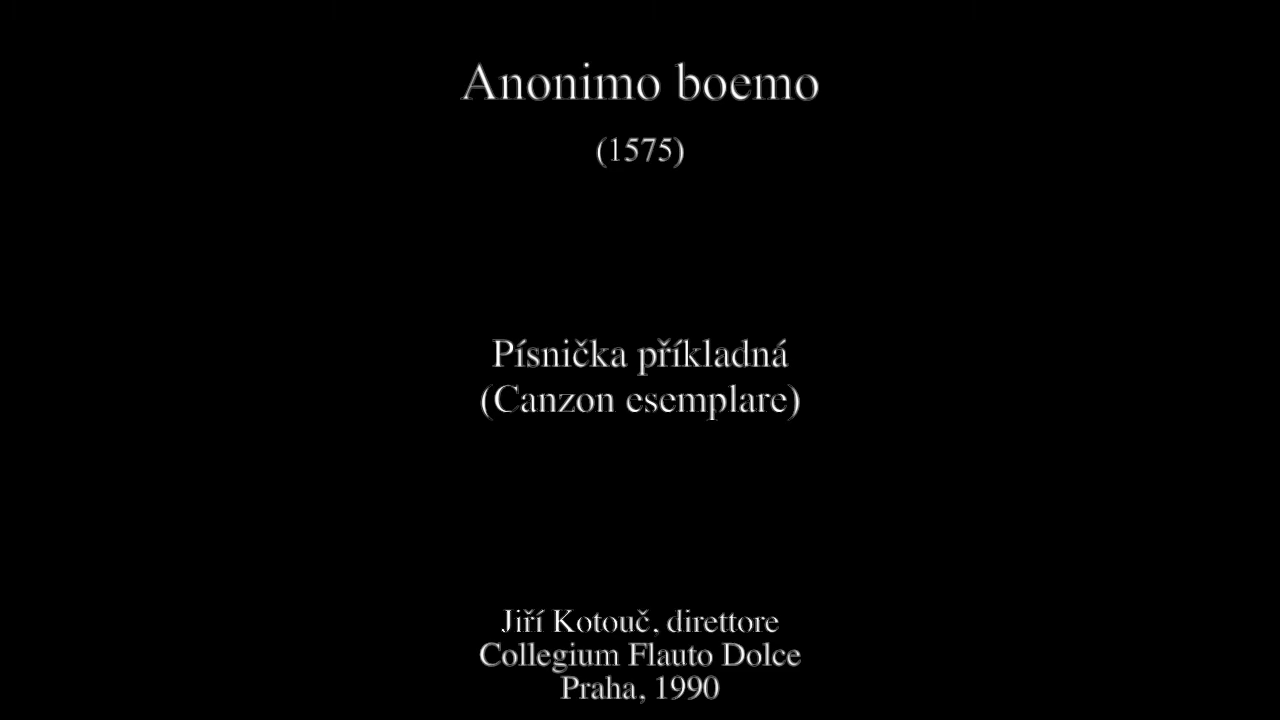 Anonimo boemo
(1575)
Písnička příkladná
(Canzon esemplare)
Jiří Kotouč, direttore
Collegium Flauto Dolce
Praha, 1990